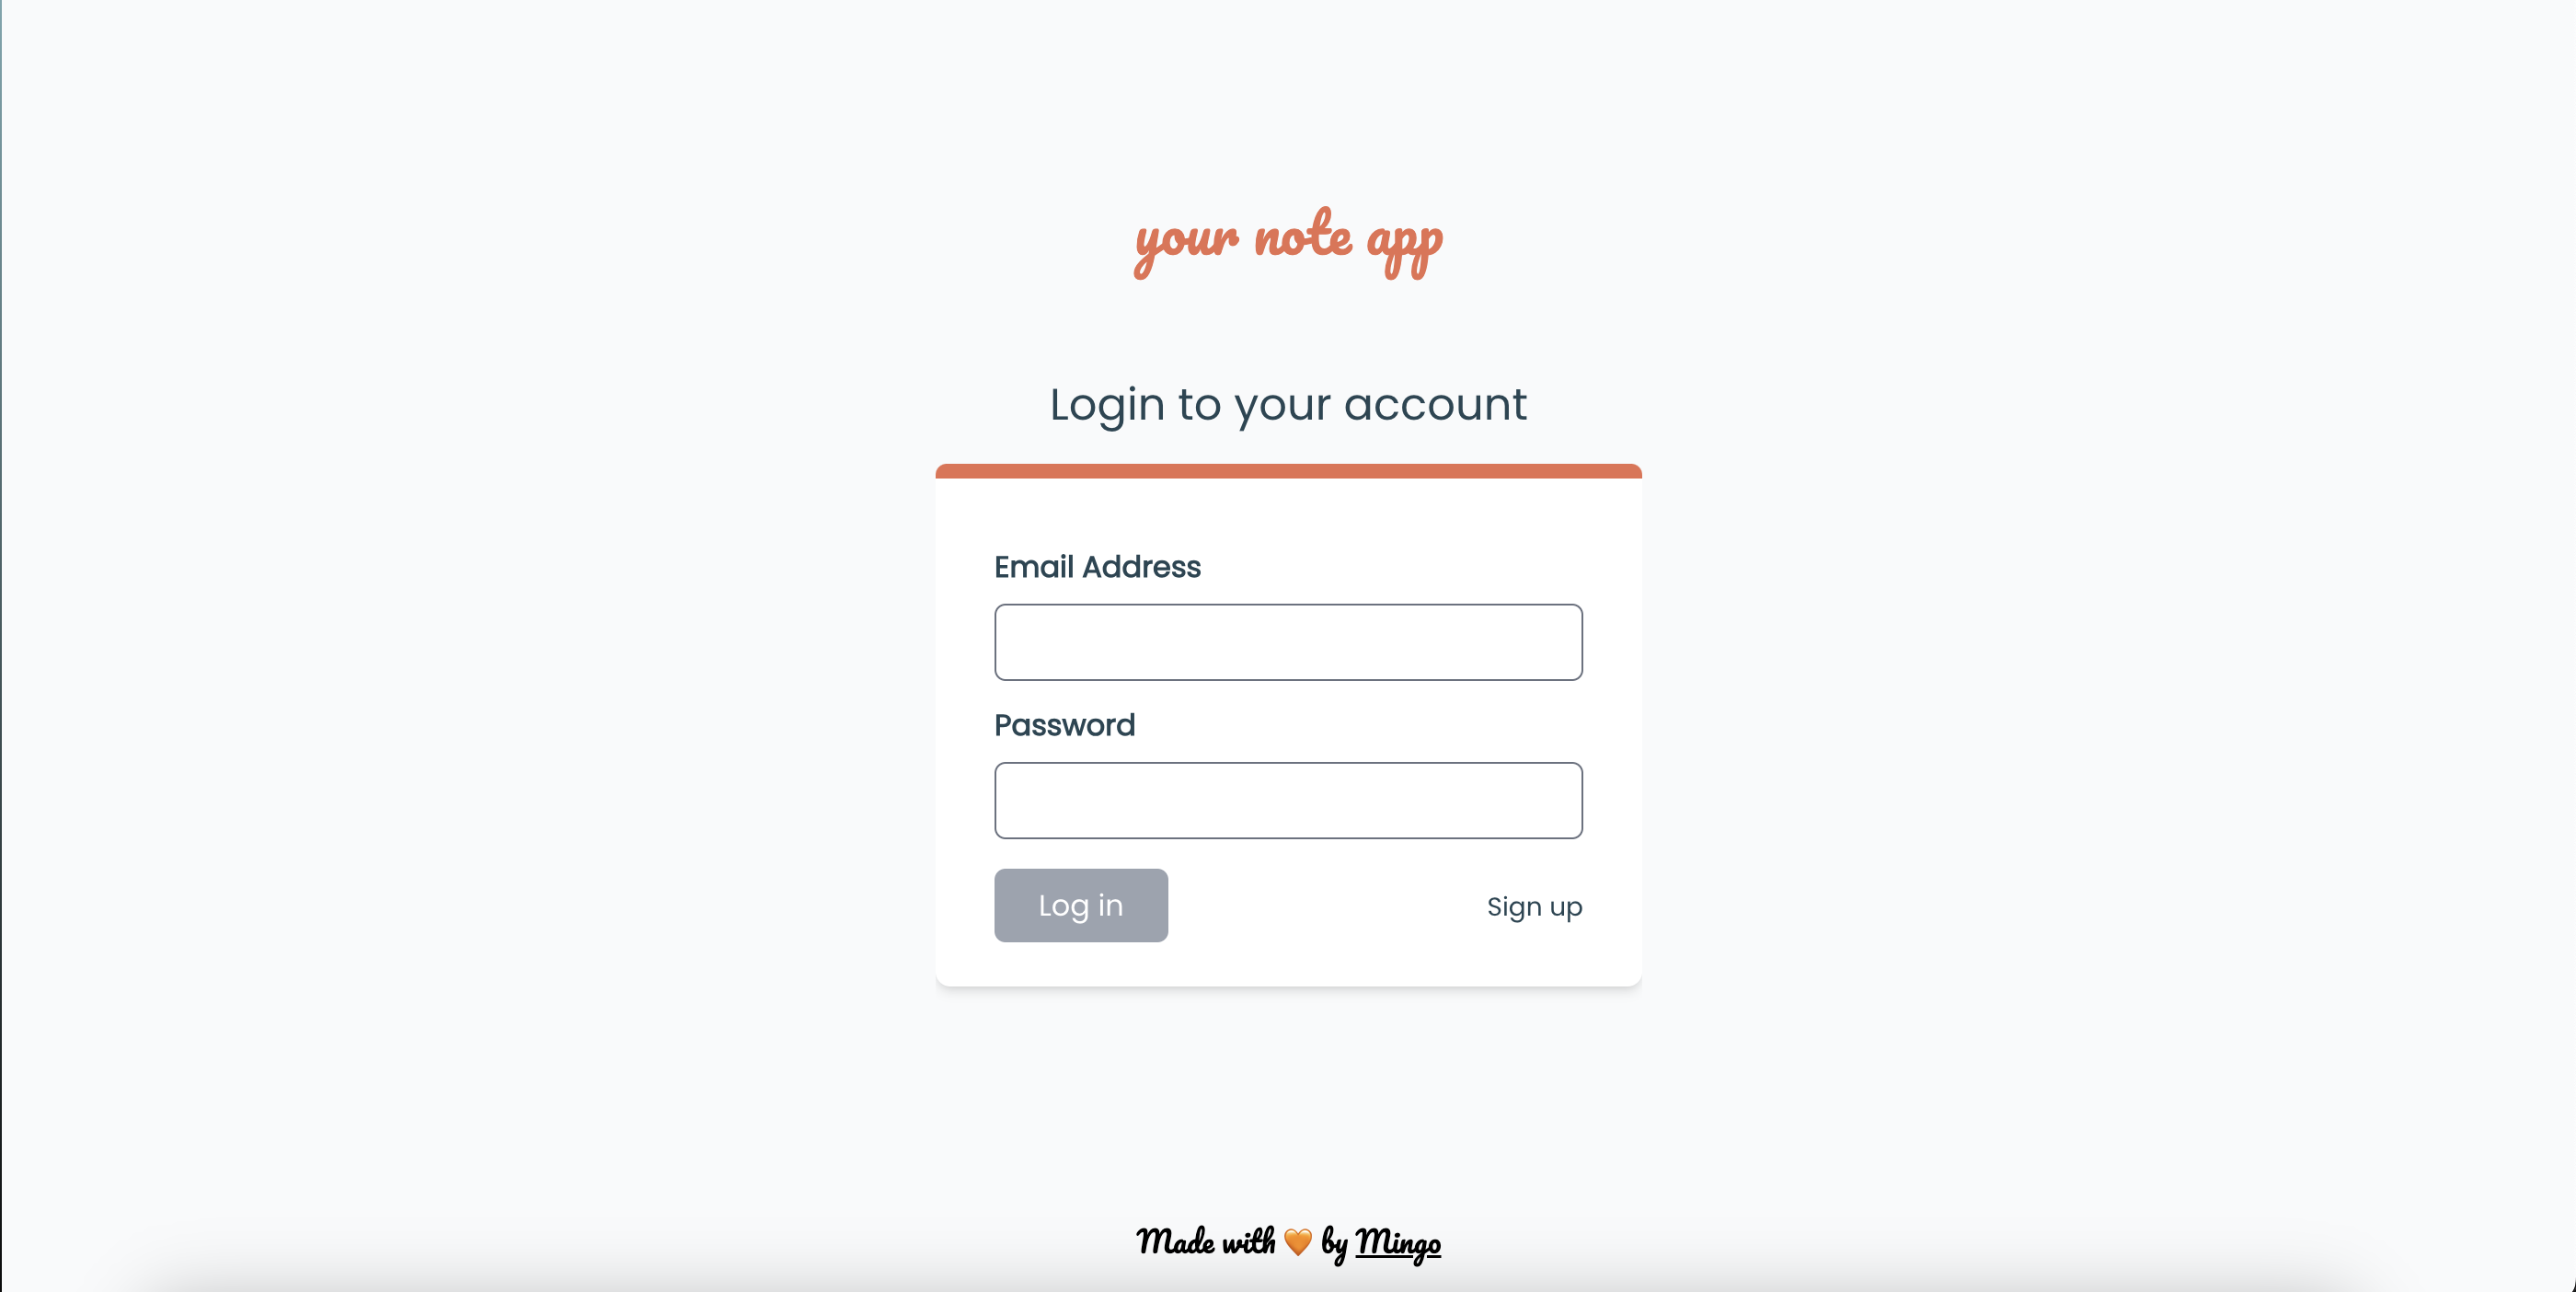 your note app
Login to your account
Email Address
Password
Log in
Sign up
Made with 🧡 by Mingo